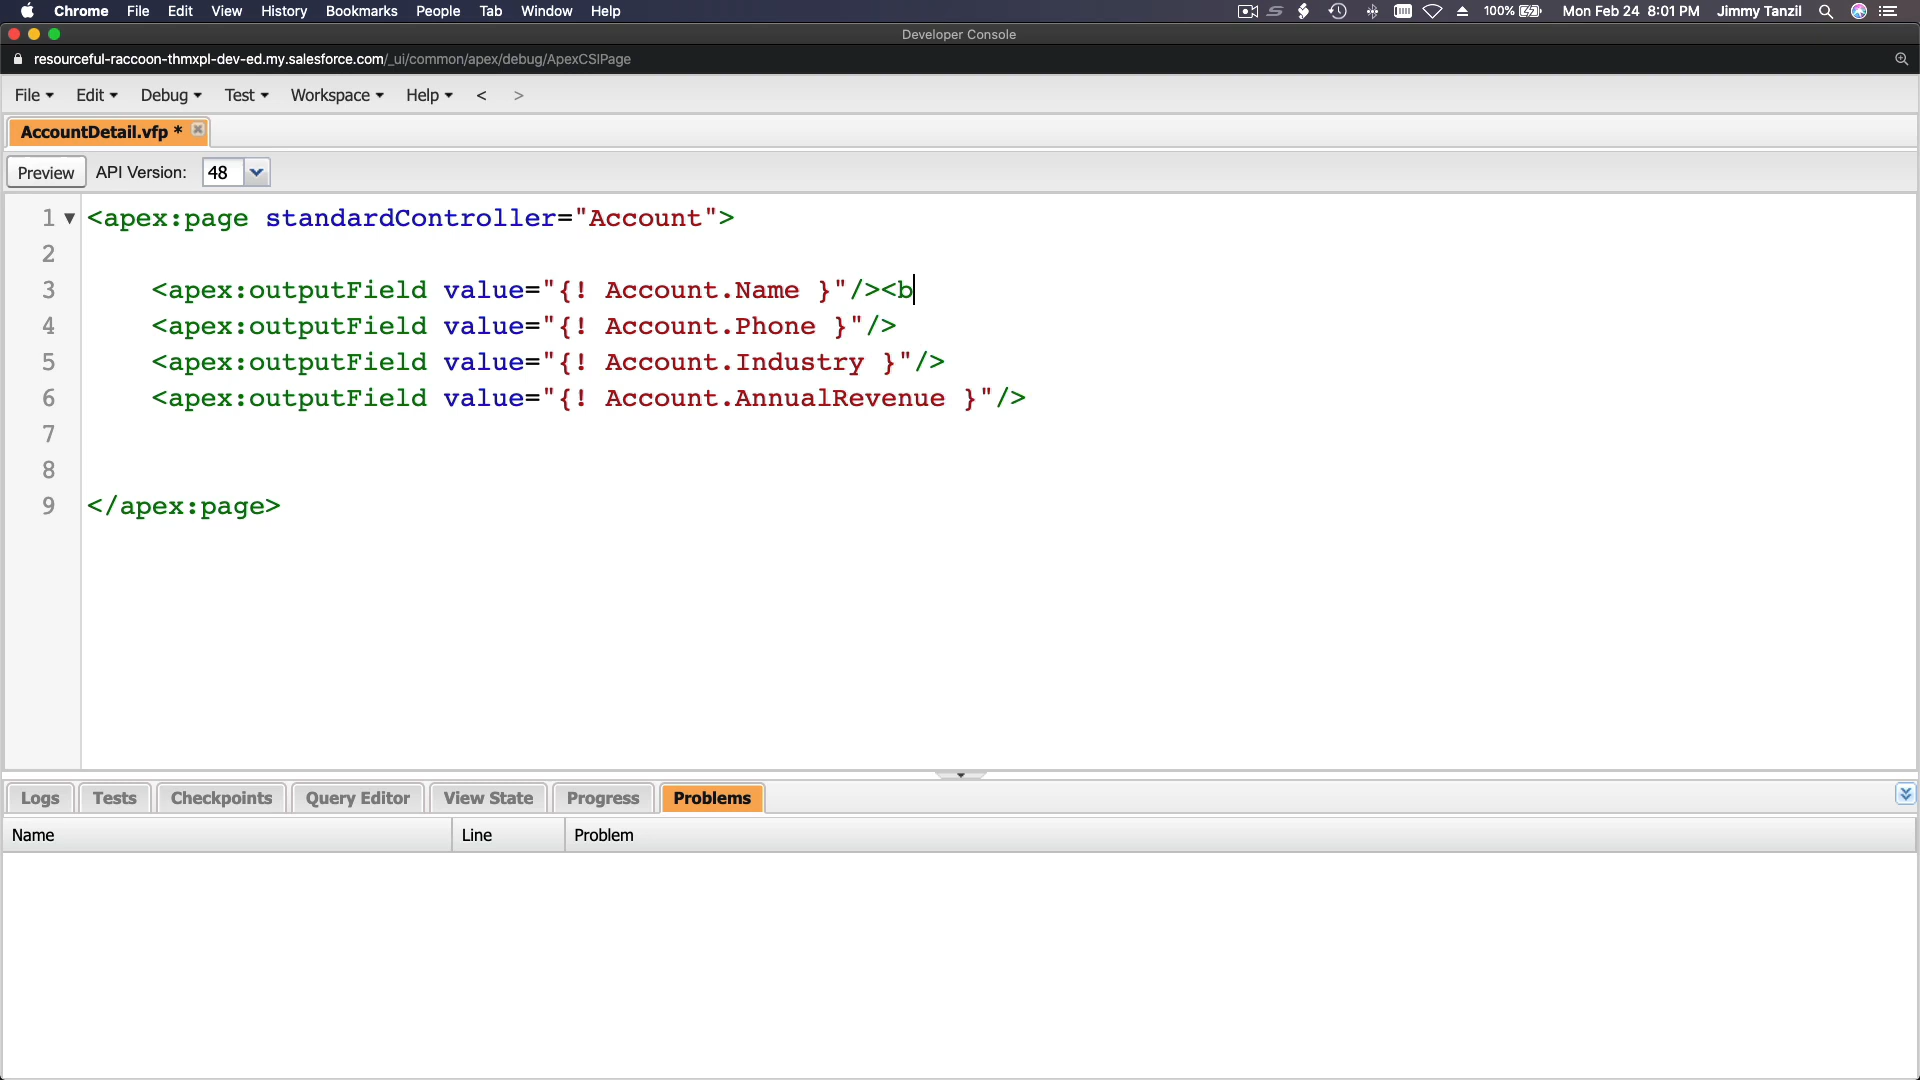 Chrome File Edit View History Bookmarks People Tab Window Help 100% Mon Feb 24 8:01 PM Jimmy Tanzil
Developer Console
resourceful-raccoon-thmxpl-dev-ed.my.salesforce.com/_ui/common/apex/debug/ApexCSIPage
File Edit Debug Test Workspace Help < >
AccountDetail.vfp *
Preview API Version: 48
1 <apex:page standardController="Account">
2
3 <apex:outputField value="{! Account.Name }"/><b
4 <apex:outputField value="{! Account.Phone }"/>
5 <apex:outputField value="{! Account.Industry }"/>
6 <apex:outputField value="{! Account.AnnualRevenue }"/>
7
8
9 </apex:page>
Logs Tests Checkpoints Query Editor View State Progress Problems
Name Line Problem